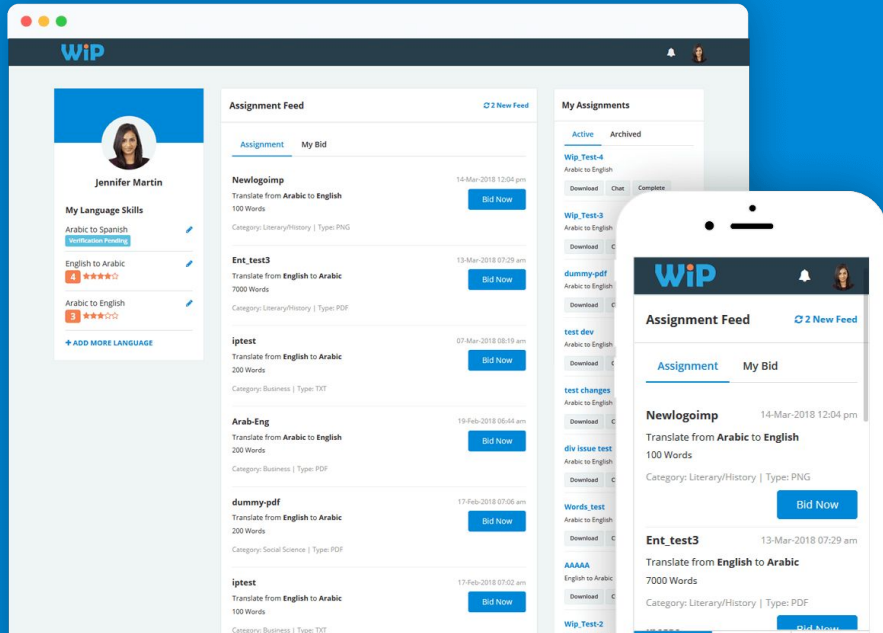 WiP
Jennifer Martin
My Language Skills
Arabic to Spanish
Verification Pending
English to Arabic
4
Arabic to English
3
+ ADD MORE LANGUAGE
Assignment Feed
2 New Feed
Assignment My Bid
Newlogoimp 14-Mar-2018 12:04 pm
Translate from Arabic to English
100 Words
Bid Now
Category: Literary/History | Type: PNG
Ent_test3 13-Mar-2018 07:29 am
Translate from English to Arabic
7000 Words
Bid Now
Category: Literary/History | Type: PDF
iptest 07-Mar-2018 08:19 am
Translate from English to Arabic
200 Words
Bid Now
Category: Business | Type: TXT
Arab-Eng 19-Feb-2018 06:44 am
Translate from Arabic to English
200 Words
Bid Now
Category: Business | Type: PDF
dummy-pdf 17-Feb-2018 07:06 am
Translate from English to Arabic
200 Words
Bid Now
Category: Social Science | Type: PDF
iptest 17-Feb-2018 07:02 am
Translate from English to Arabic
100 Words
Bid Now
Category: Business | Type: TXT
My Assignments
Active Archived
Wip_Test-4
Arabic to English
Download Chat Complete
Wip_Test-3
Arabic to English
Download
dummy-pdf
Arabic to English
Download
test dev
Arabic to English
Download
test changes
Arabic to English
Download
div issue test
Arabic to English
Download
Words_test
Arabic to English
Download
AAAAA
English to Arabic
Download
Wip_Test-2
WiP
Assignment Feed 2 New Feed
Assignment My Bid
Newlogoimp 14-Mar-2018 12:04 pm
Translate from Arabic to English
100 Words
Category: Literary/History | Type: PNG
Bid Now
Ent_test3 13-Mar-2018 07:29 am
Translate from English to Arabic
7000 Words
Category: Literary/History | Type: PDF
Bid Now